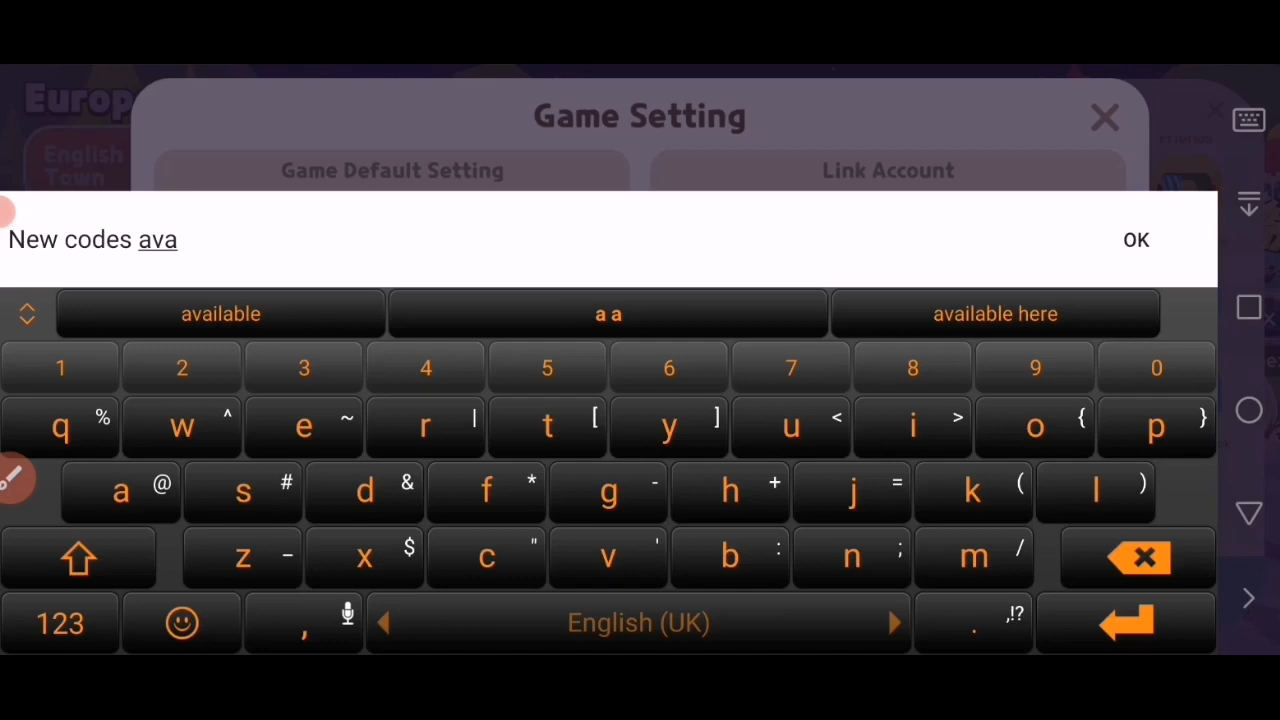 Europ
Game Setting
English
Town
Game Default Setting
Link Account
New codes ava
OK
available
a a
available here
1 2 3 4 5 6 7 8 9 0
q % w ^ e ~ r | t [ y ] u < i > o { p }
a @ s # d & f * g - h + j = k ( l )
z _ x $ c " v ' b : n ; m /
123 , English (UK) . ,!?